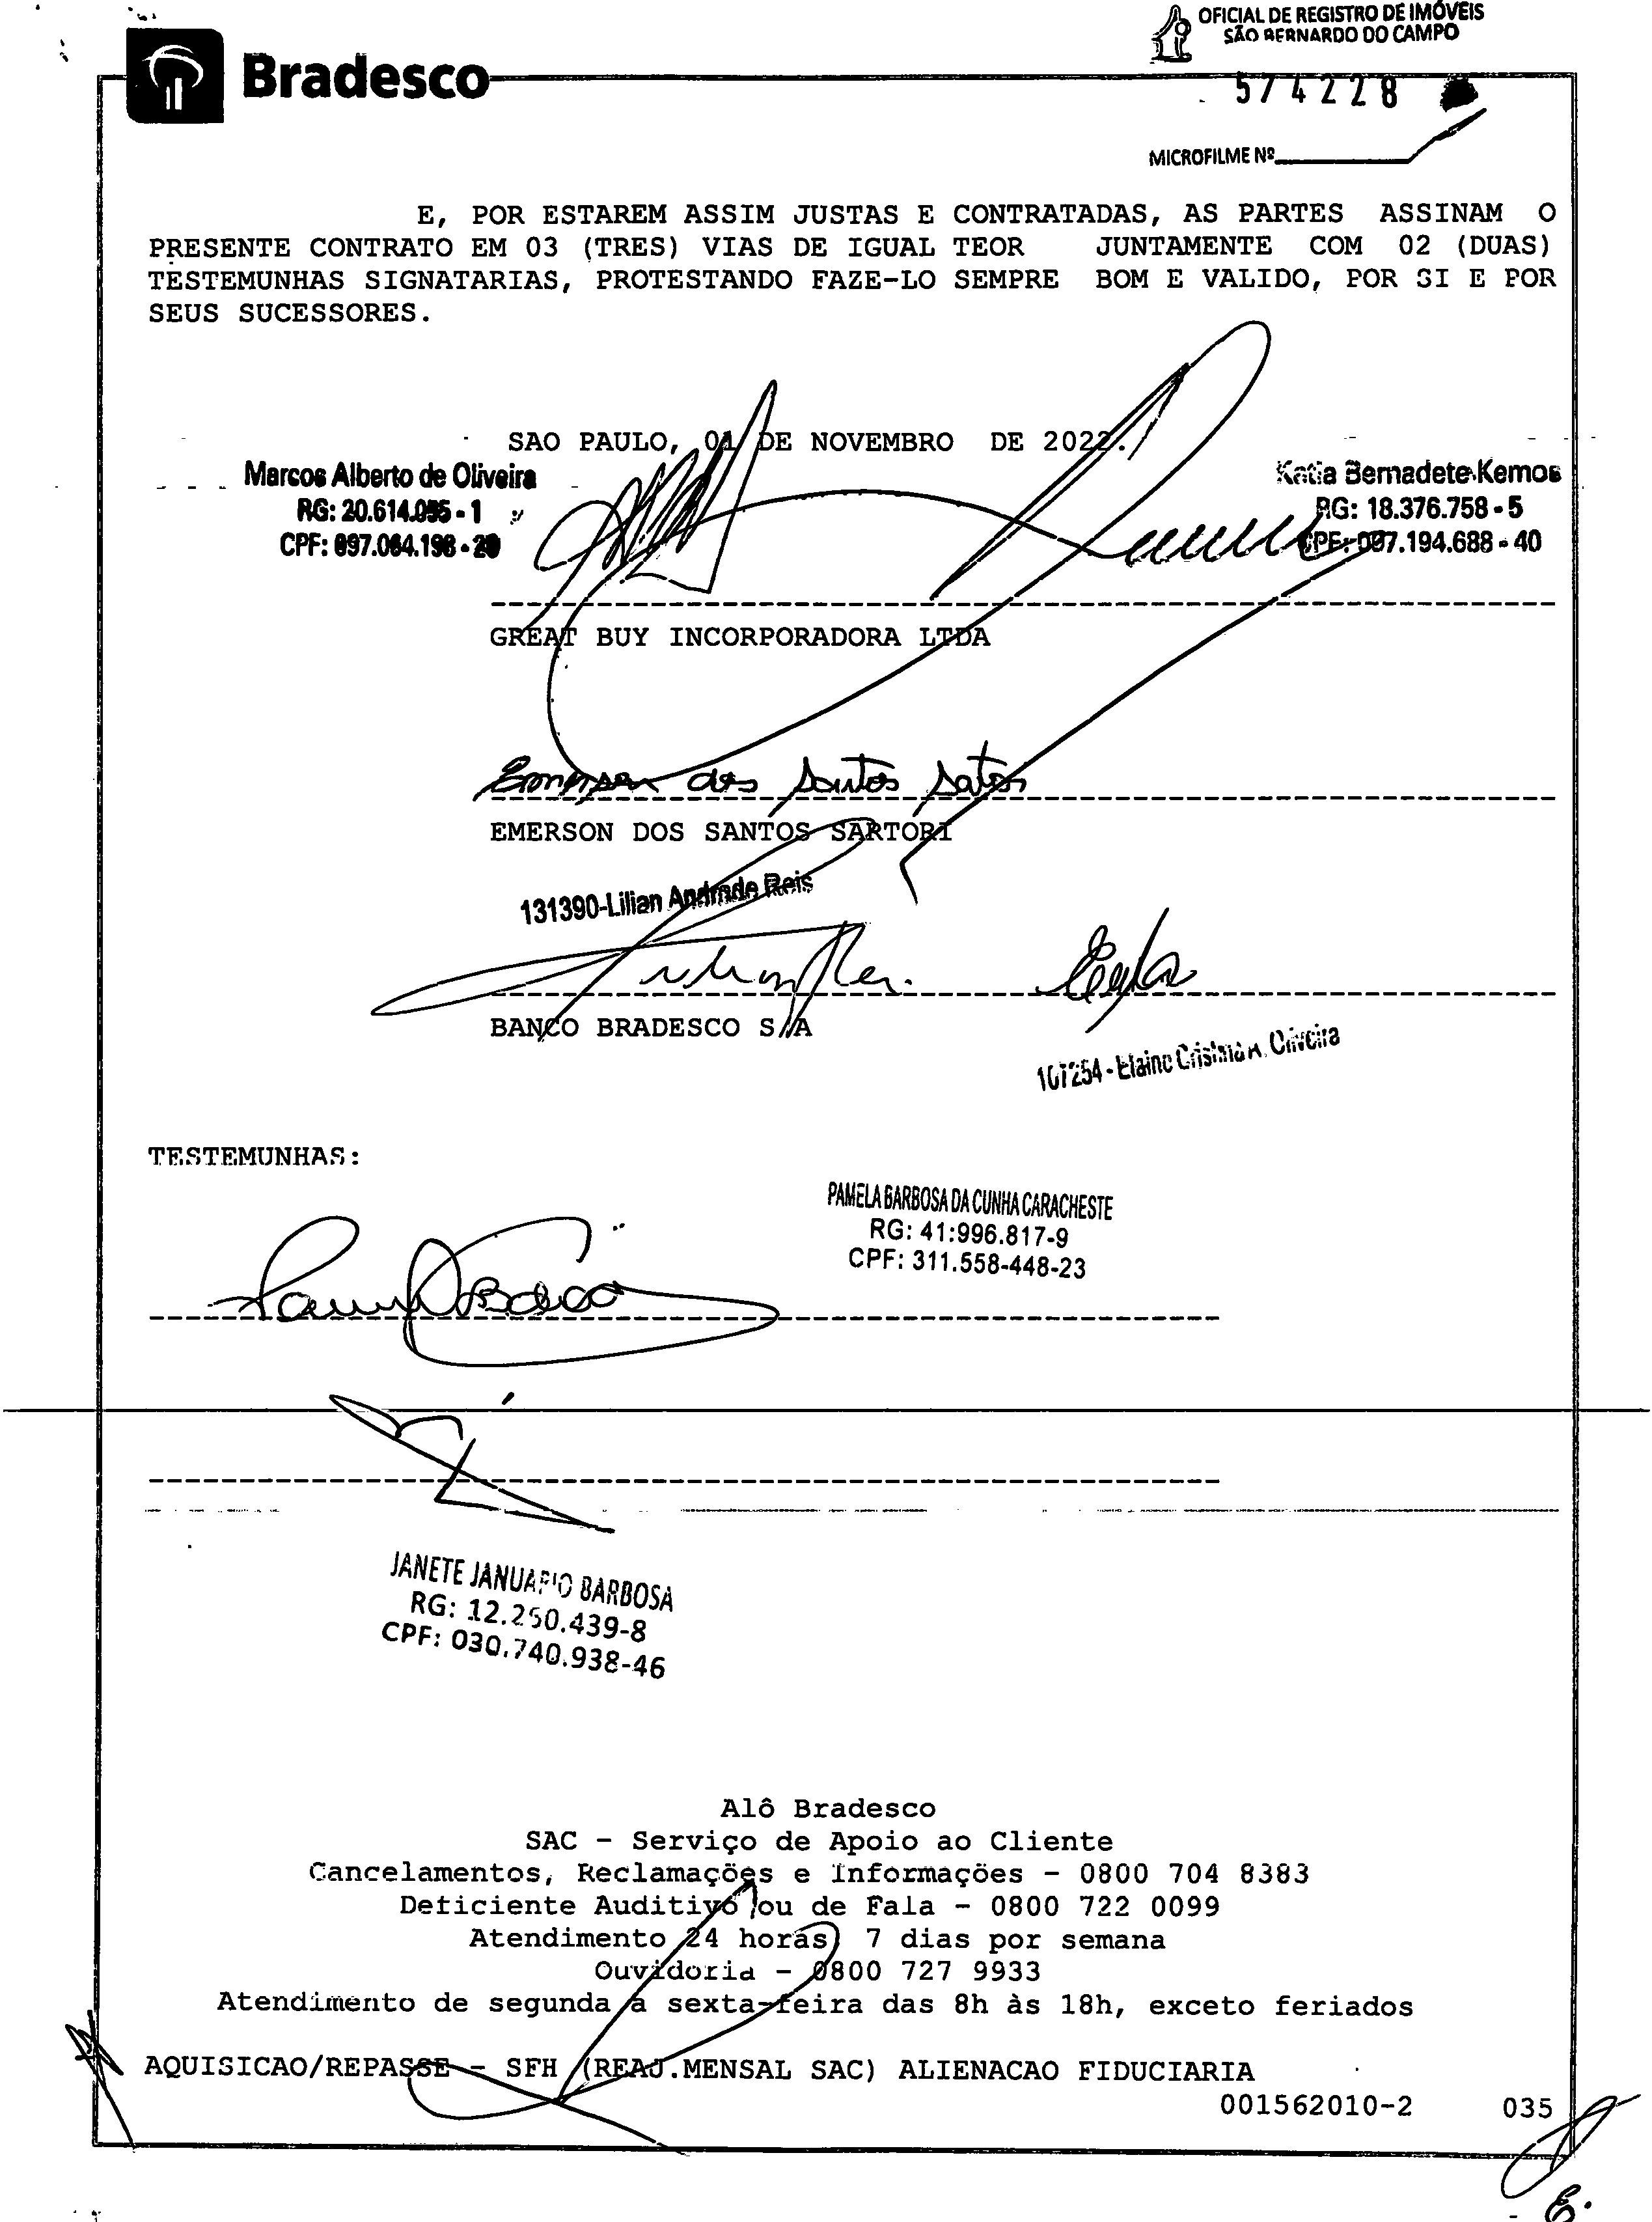 OFICIAL DE REGISTRO DE IMÓVEIS
SÃO BERNARDO DO CAMPO
Bradesco
574228
MICROFILME Nº
E, POR ESTAREM ASSIM JUSTAS E CONTRATADAS, AS PARTES ASSINAM O
PRESENTE CONTRATO EM 03 (TRES) VIAS DE IGUAL TEOR JUNTAMENTE COM 02 (DUAS)
TESTEMUNHAS SIGNATARIAS, PROTESTANDO FAZE-LO SEMPRE BOM E VALIDO, POR SI E POR
SEUS SUCESSORES.
SAO PAULO, 01 DE NOVEMBRO DE 2022.
Marcos Alberto de Oliveira
RG:
CPF:
Katia Bernadete Kemos
RG: 18.376.758 - 5
CPF: 097.194.688 - 40
GREAT BUY INCORPORADORA LTDA
Emerson dos Santos
EMERSON DOS SANTOS SARTORI
131390-Lilian Andrade Reis
BANCO BRADESCO S/A
107254 - Elaine Cristina A. Oliveira
TESTEMUNHAS:
PAMELA BARBOSA DA CUNHA CARACHESTE
RG: 41:996.817-9
CPF: 311.558-448-23
JANETE JANUARIO BARBOSA
RG: 12.250.439-8
CPF: 030.740.938-46
Alô Bradesco
SAC - Serviço de Apoio ao Cliente
Cancelamentos, Reclamações e Informações - 0800 704 8383
Deficiente Auditivo ou de Fala - 0800 722 0099
Atendimento 24 horas, 7 dias por semana
Ouvidoria - 0800 727 9933
Atendimento de segunda a sexta-feira das 8h às 18h, exceto feriados
AQUISICAO/REPASSE - SFH (REAJ.MENSAL SAC) ALIENACAO FIDUCIARIA
001562010-2 035